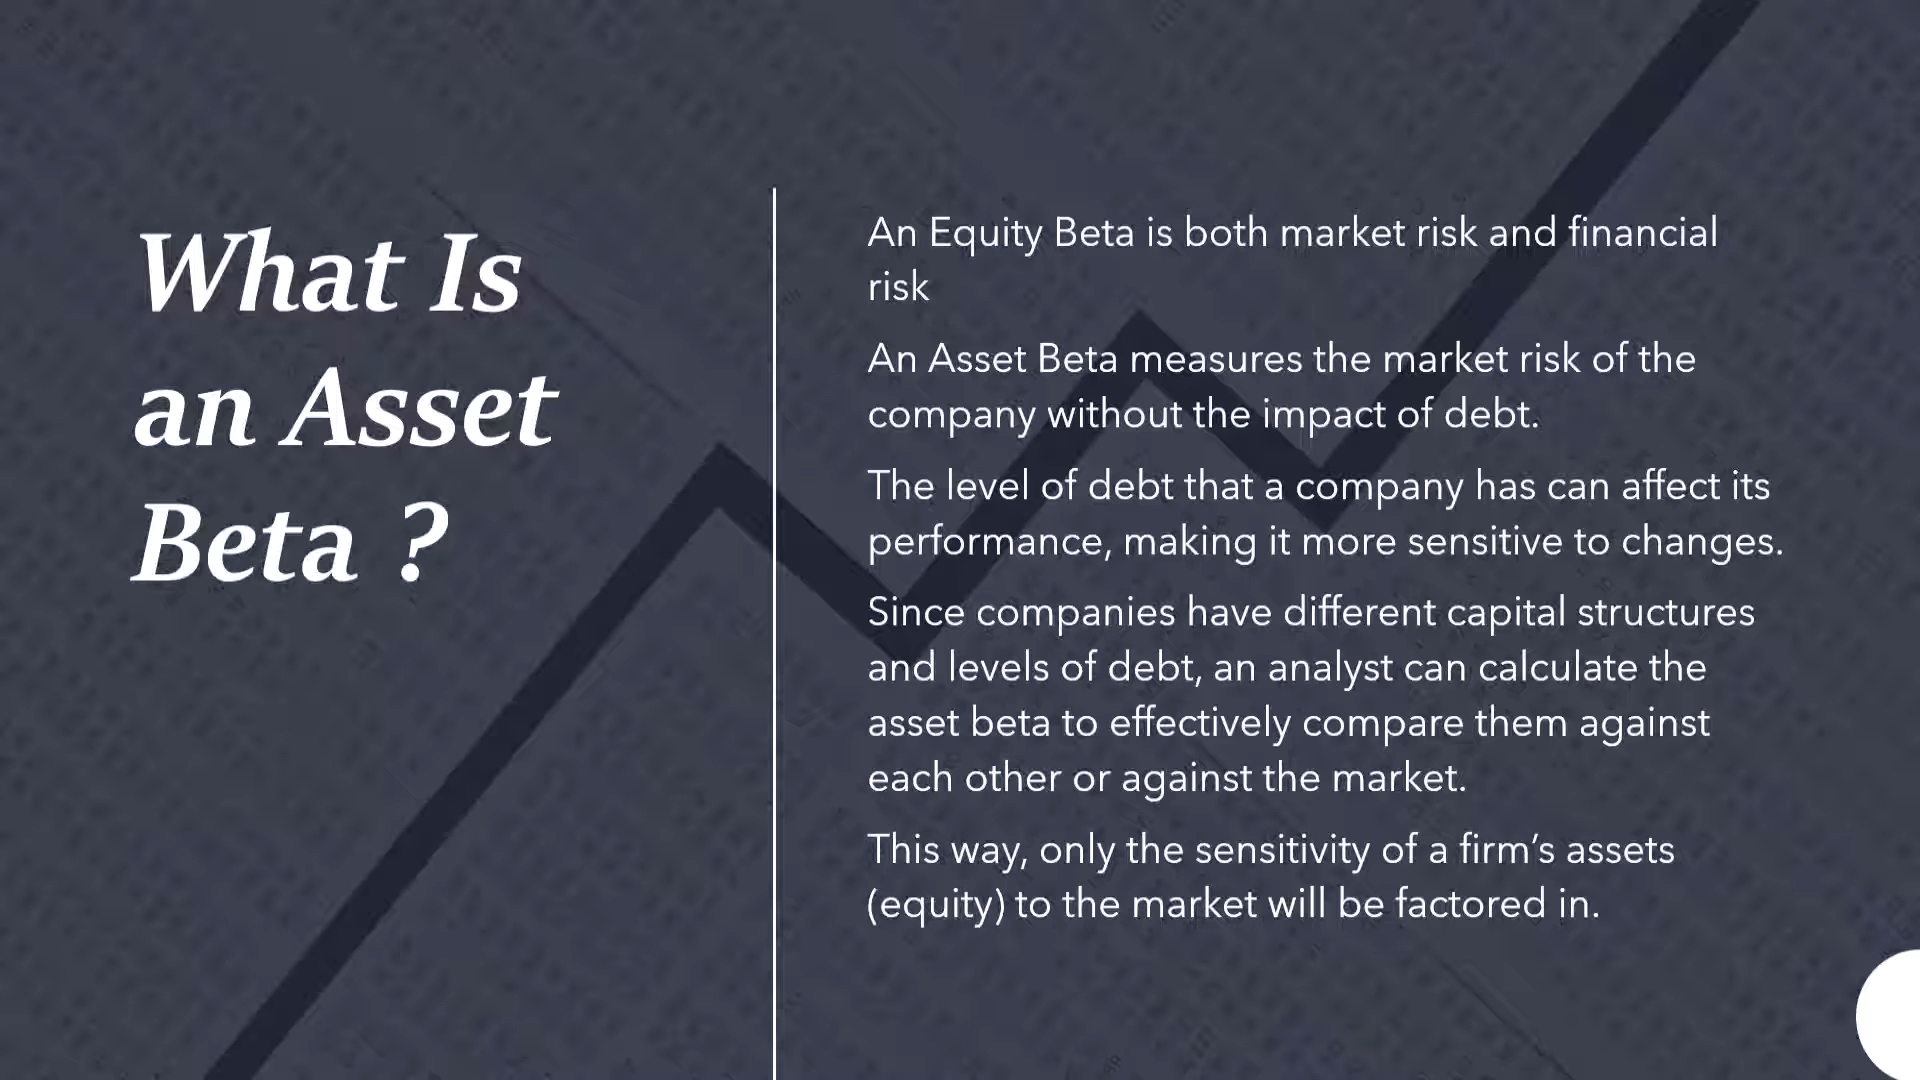 What Is
an Asset
Beta ?
An Equity Beta is both market risk and financial
risk
An Asset Beta measures the market risk of the
company without the impact of debt.
The level of debt that a company has can affect its
performance, making it more sensitive to changes.
Since companies have different capital structures
and levels of debt, an analyst can calculate the
asset beta to effectively compare them against
each other or against the market.
This way, only the sensitivity of a firm’s assets
(equity) to the market will be factored in.